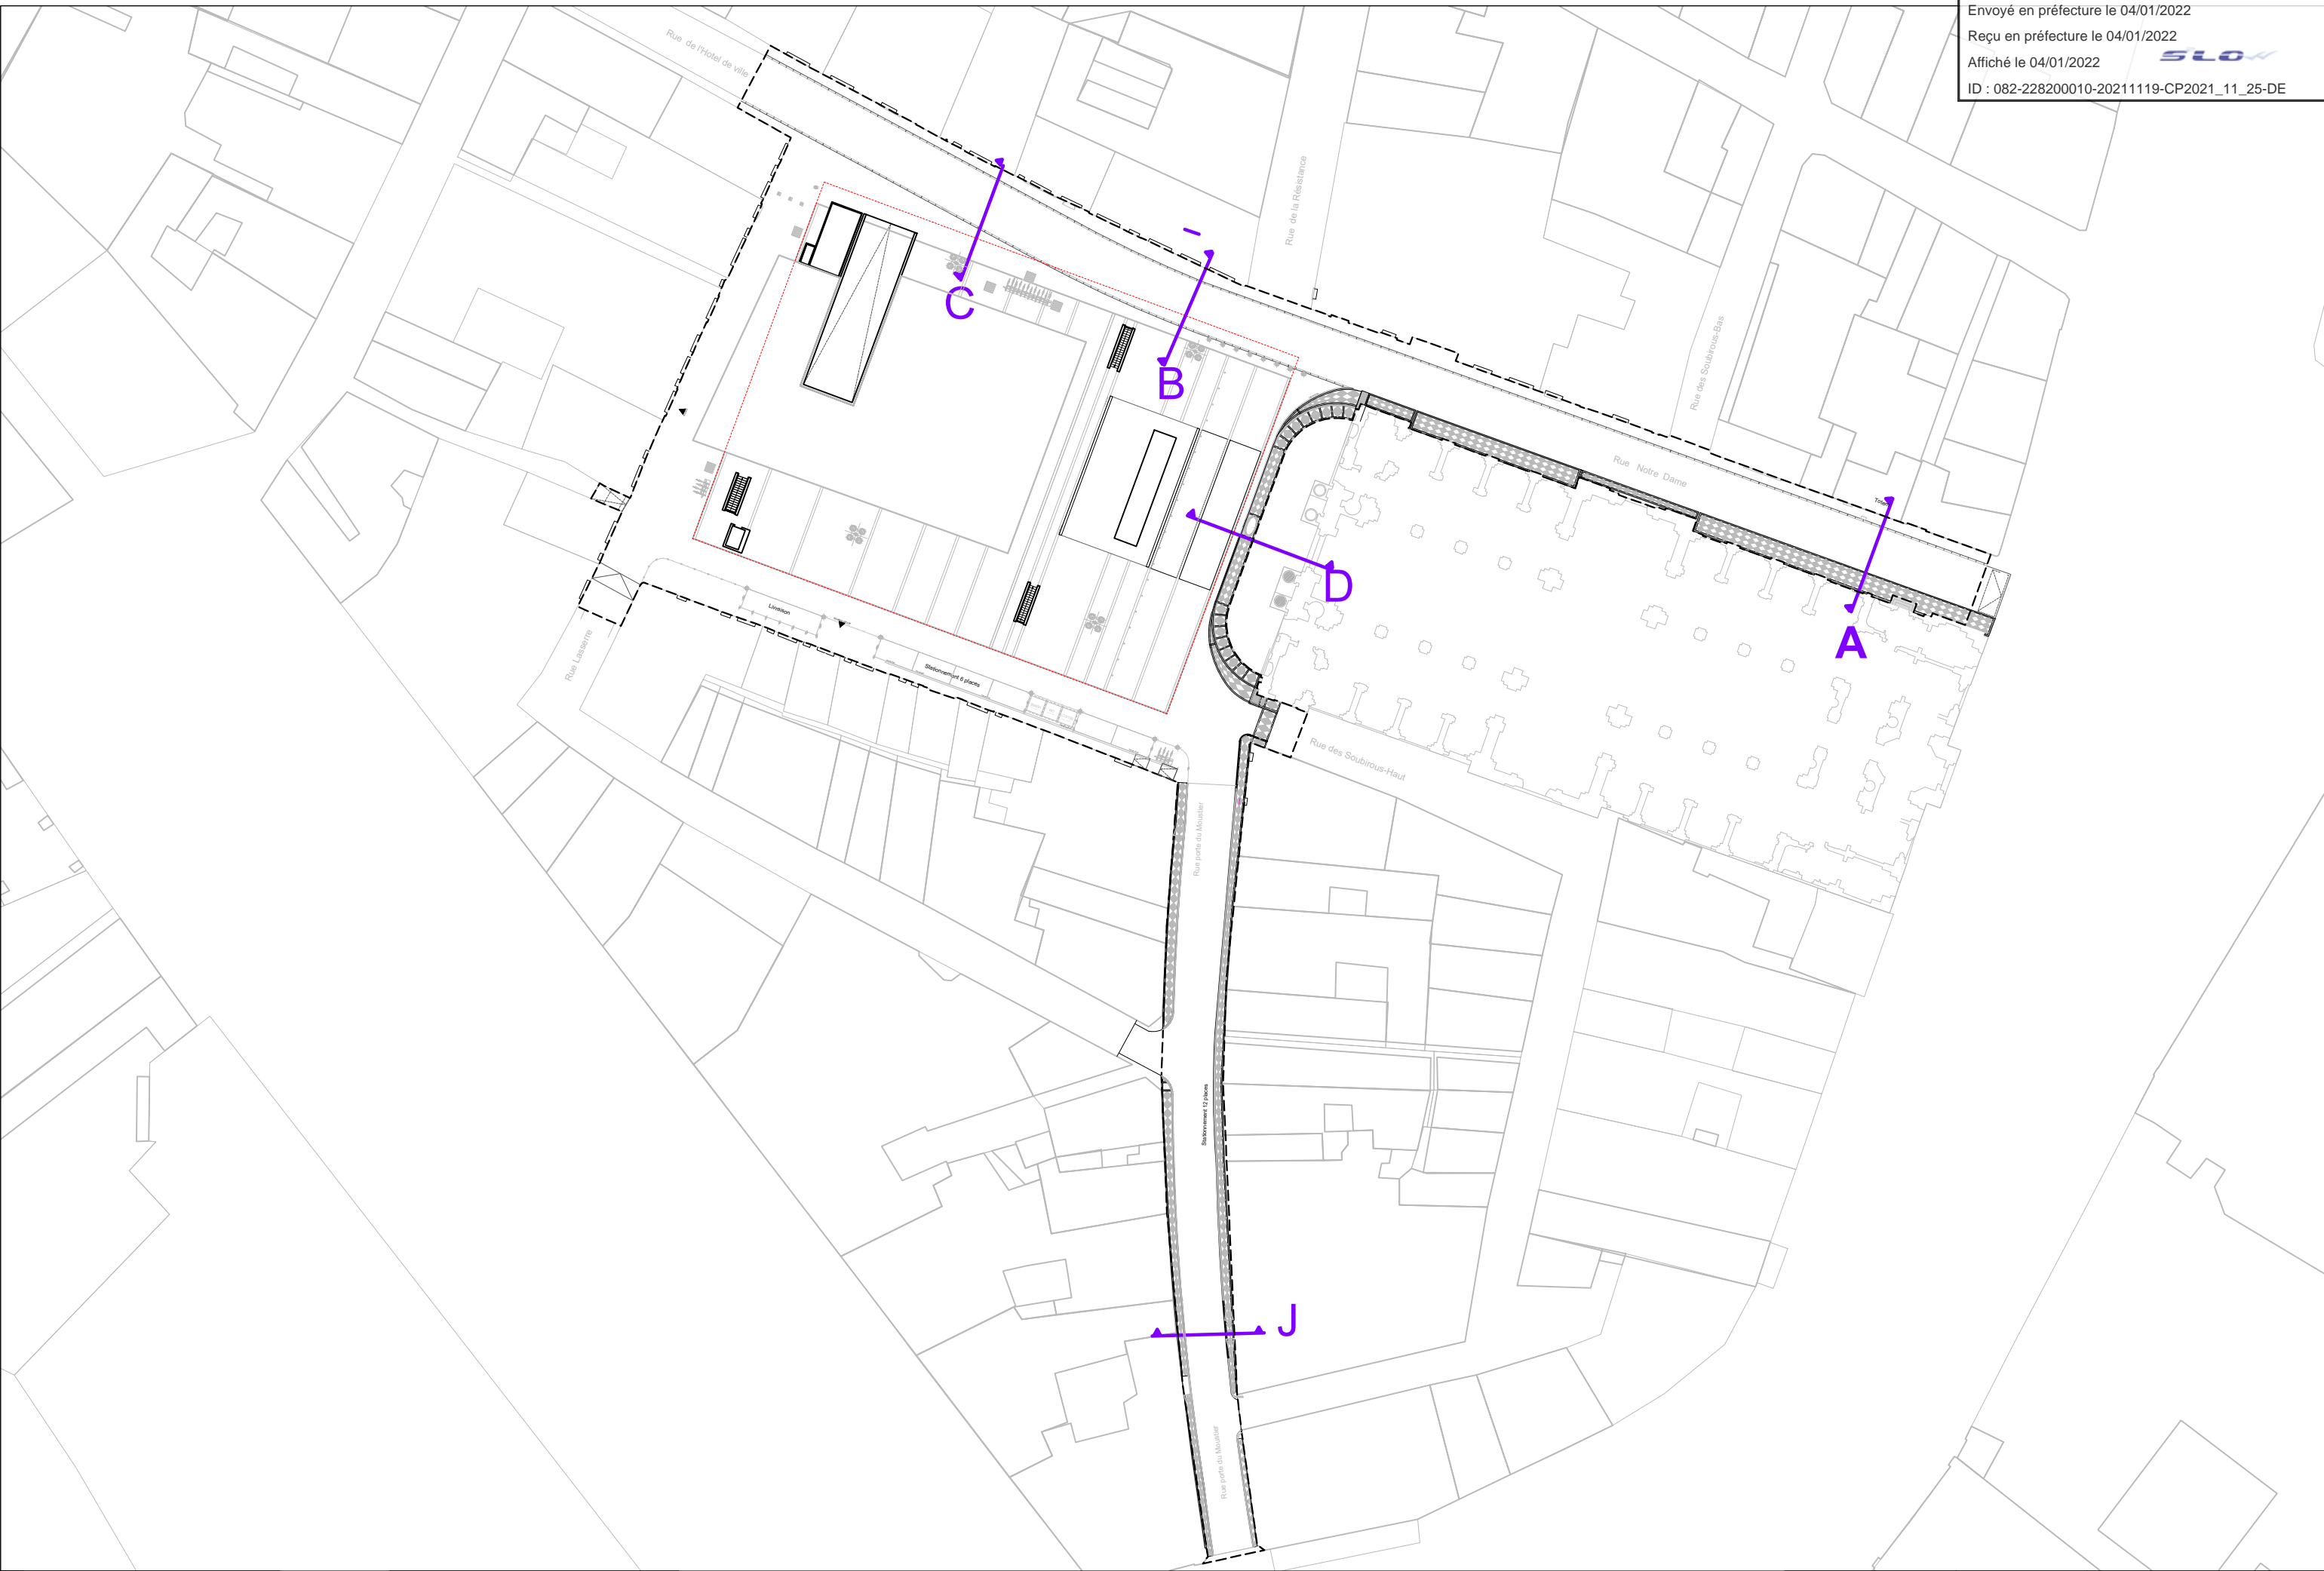 Envoyé en préfecture le 04/01/2022
Reçu en préfecture le 04/01/2022
Affiché le 04/01/2022
SLO
ID : 082-228200010-20211119-CP2021_11_25-DE
Rue de l'Hotel de ville
Rue de la Résistance
Rue des Soubirous-Bas
C
B
Rue Notre Dame
D
A
Livraison
Stationnement 6 places
Rue Lasserre
Rue des Soubirous-Haut
Rue porte du Moustier
Stationnement 12 places
J
Rue porte du Moustier